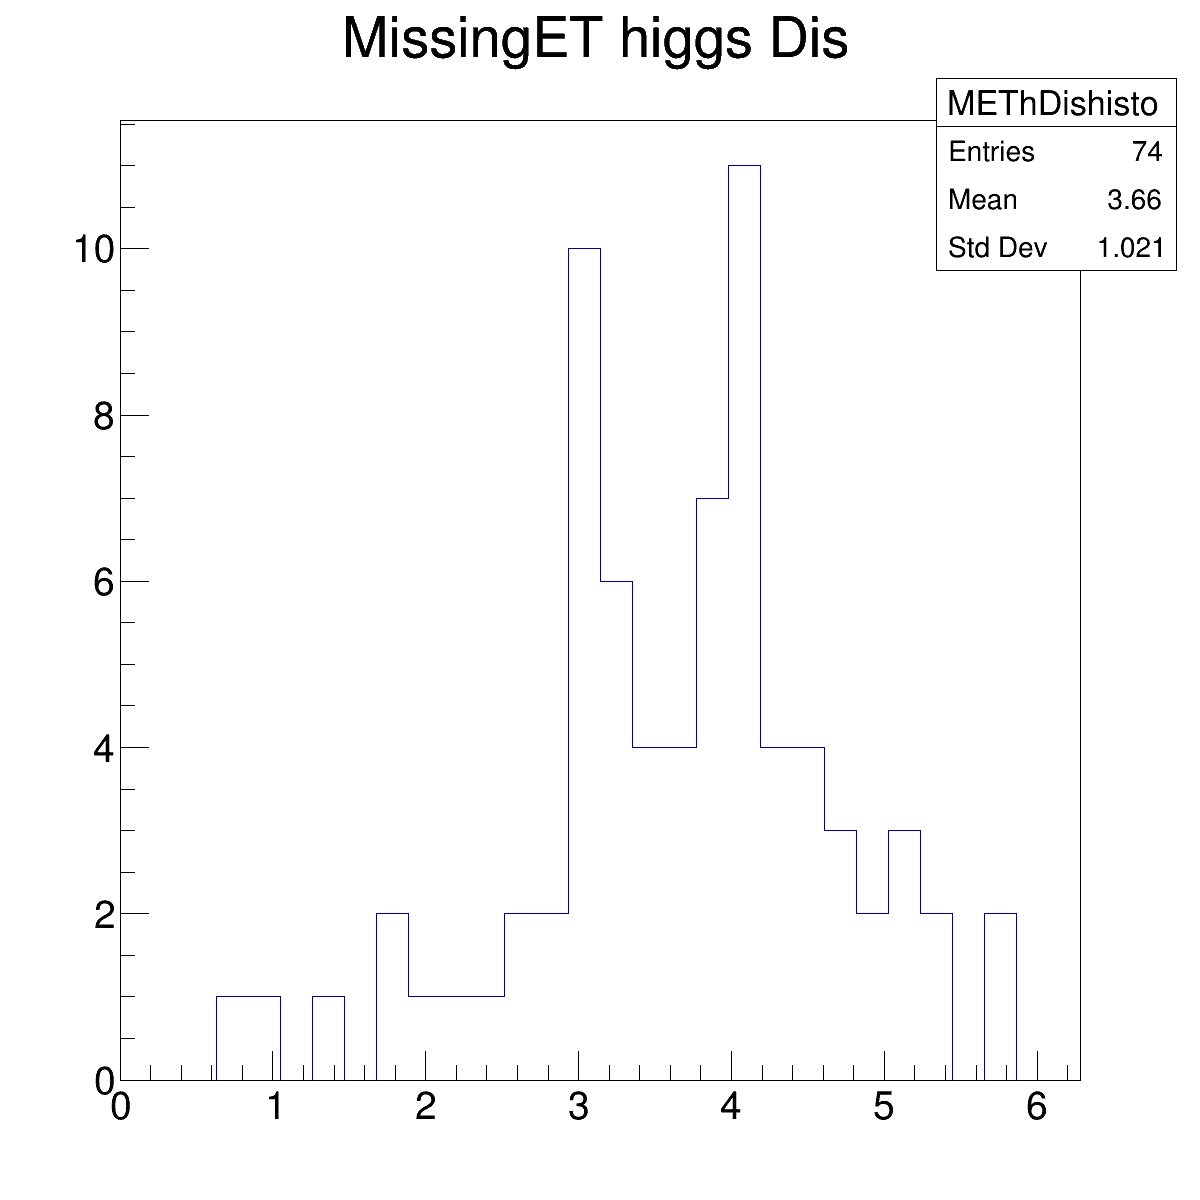 MissingET higgs Dis
METhDishisto
Entries 74
Mean 3.66
Std Dev 1.021
10
8
6
4
2
0
0 1 2 3 4 5 6